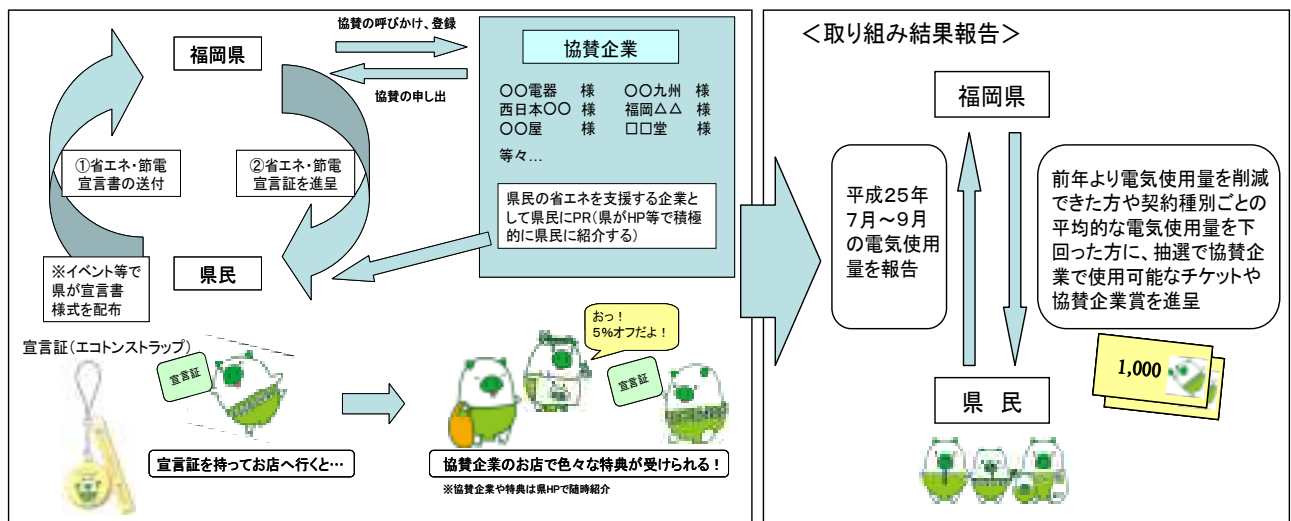 協賛の呼びかけ、登録
福岡県
協賛の申し出
協賛企業
〇〇電器 様 〇〇九州 様
西日本〇〇 様 福岡△△ 様
〇〇屋 様 □□堂 様
等々…
県民の省エネを支援する企業と
して県民にPR(県がHP等で積極
的に県民に紹介する)
①省エネ・節電
宣言書の送付
②省エネ・節電
宣言証を進呈
県民
※イベント等で
県が宣言書
様式を配布
宣言証(エコトンストラップ)
宣言証
宣言証を持ってお店へ行くと…
おっ!
5%オフだよ!
宣言証
協賛企業のお店で色々な特典が受けられる!
※協賛企業や特典は県HPで随時紹介
<取り組み結果報告>
福岡県
平成25年
7月~9月
の電気使用
量を報告
前年より電気使用量を削減
できた方や契約種別ごとの
平均的な電気使用量を下
回った方に、抽選で協賛企
業で使用可能なチケットや
協賛企業賞を進呈
1,000
県 民